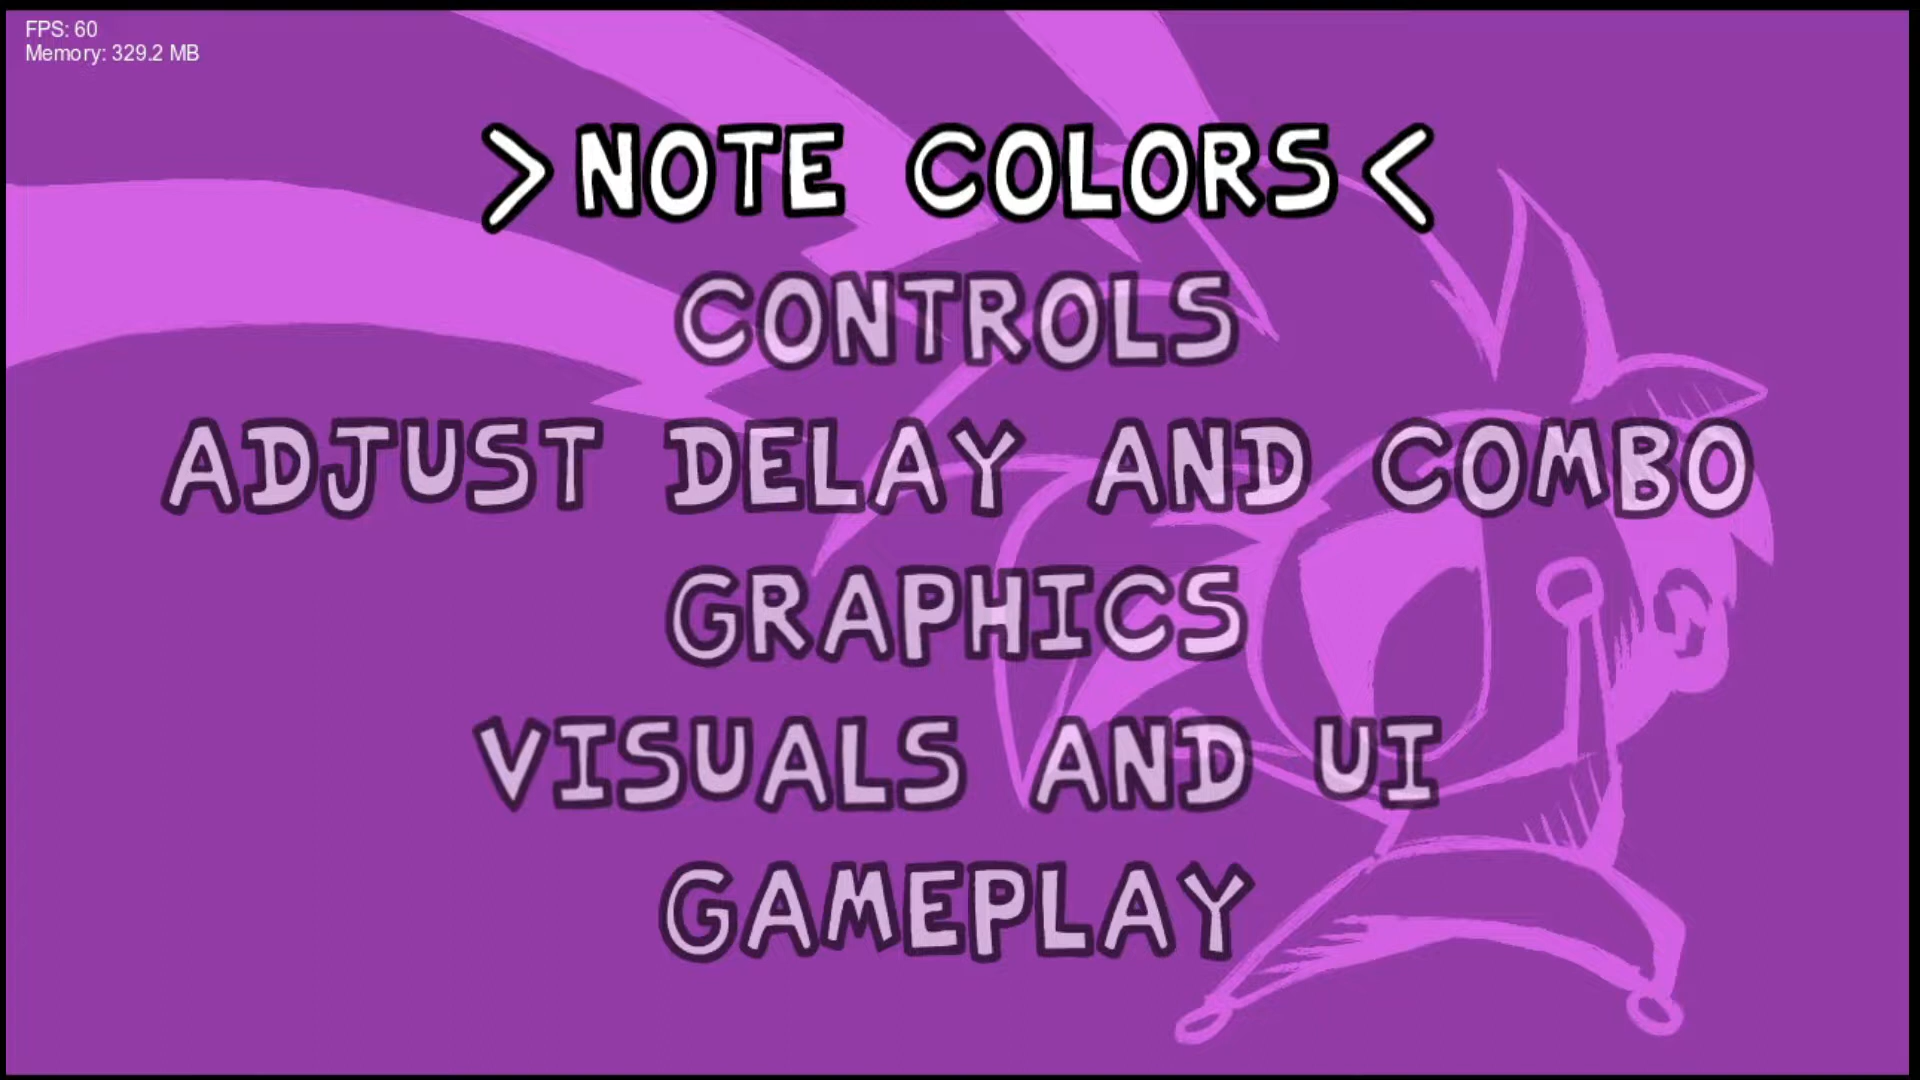 FPS: 60
Memory: 329.2 MB
>NOTE COLORS<
CONTROLS
ADJUST DELAY AND COMBO
GRAPHICS
VISUALS AND UI
GAMEPLAY